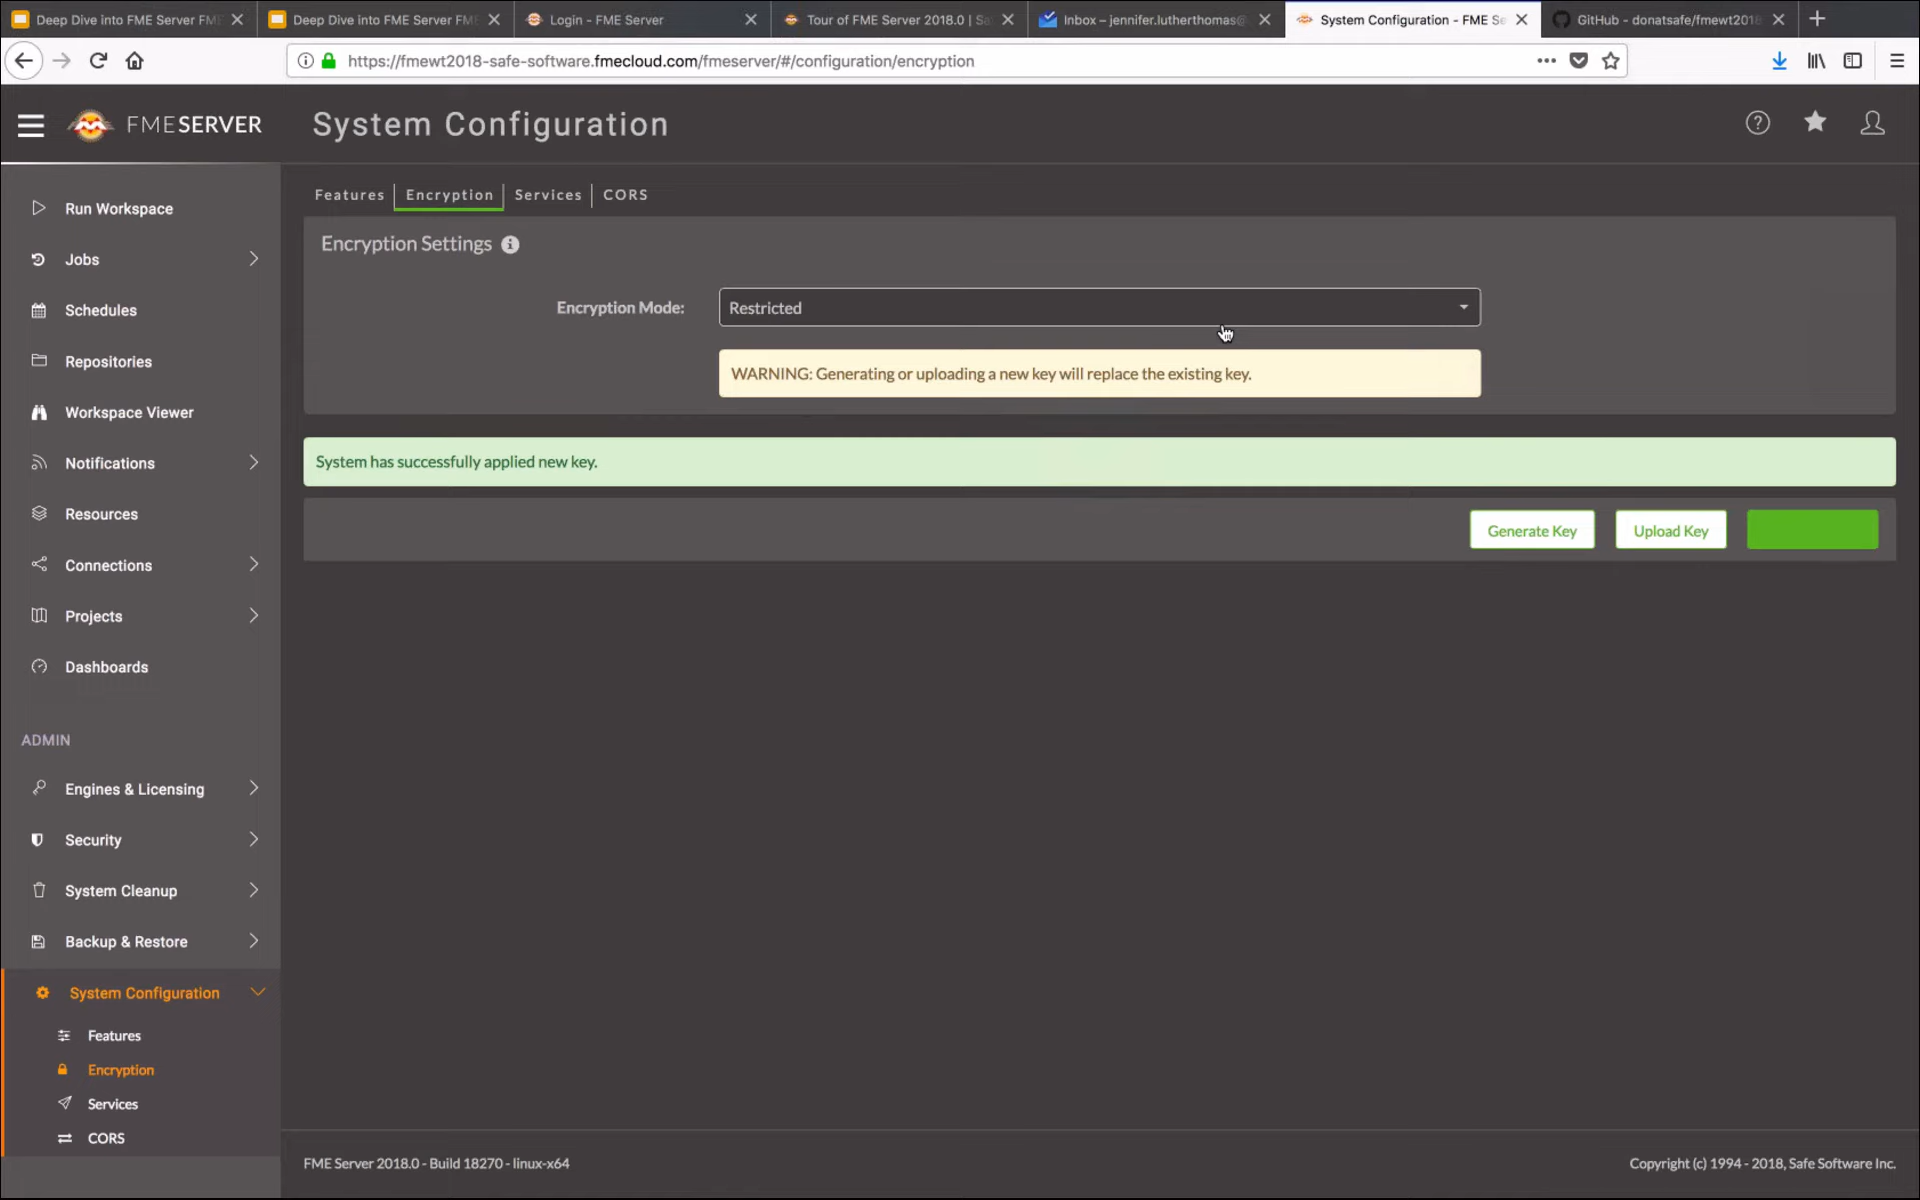 Deep Dive into FME Server FME
Deep Dive into FME Server FME
Login - FME Server
Tour of FME Server 2018.0 | Sa
Inbox – jennifer.lutherthomas@
System Configuration - FME Se
GitHub - donatsafe/fmewt2018
https://fmewt2018-safe-software.fmecloud.com/fmeserver/#/configuration/encryption
FMESERVER
System Configuration
Features
Encryption
Services
CORS
Encryption Settings
Encryption Mode:
Restricted
WARNING: Generating or uploading a new key will replace the existing key.
System has successfully applied new key.
Generate Key
Upload Key
Run Workspace
Jobs
Schedules
Repositories
Workspace Viewer
Notifications
Resources
Connections
Projects
Dashboards
ADMIN
Engines & Licensing
Security
System Cleanup
Backup & Restore
System Configuration
Features
Encryption
Services
CORS
FME Server 2018.0 - Build 18270 - linux-x64
Copyright (c) 1994 - 2018, Safe Software Inc.